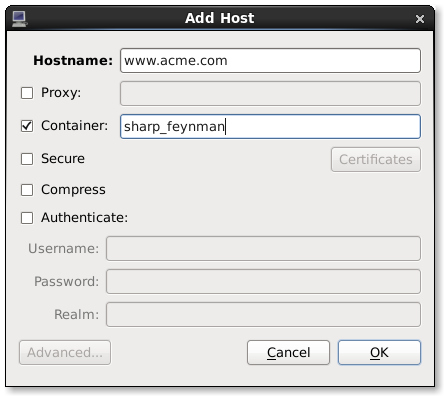 Add Host
Hostname: www.acme.com
Proxy:
Container: sharp_feynman
Secure Certificates
Compress
Authenticate:
Username:
Password:
Realm:
Advanced... Cancel OK